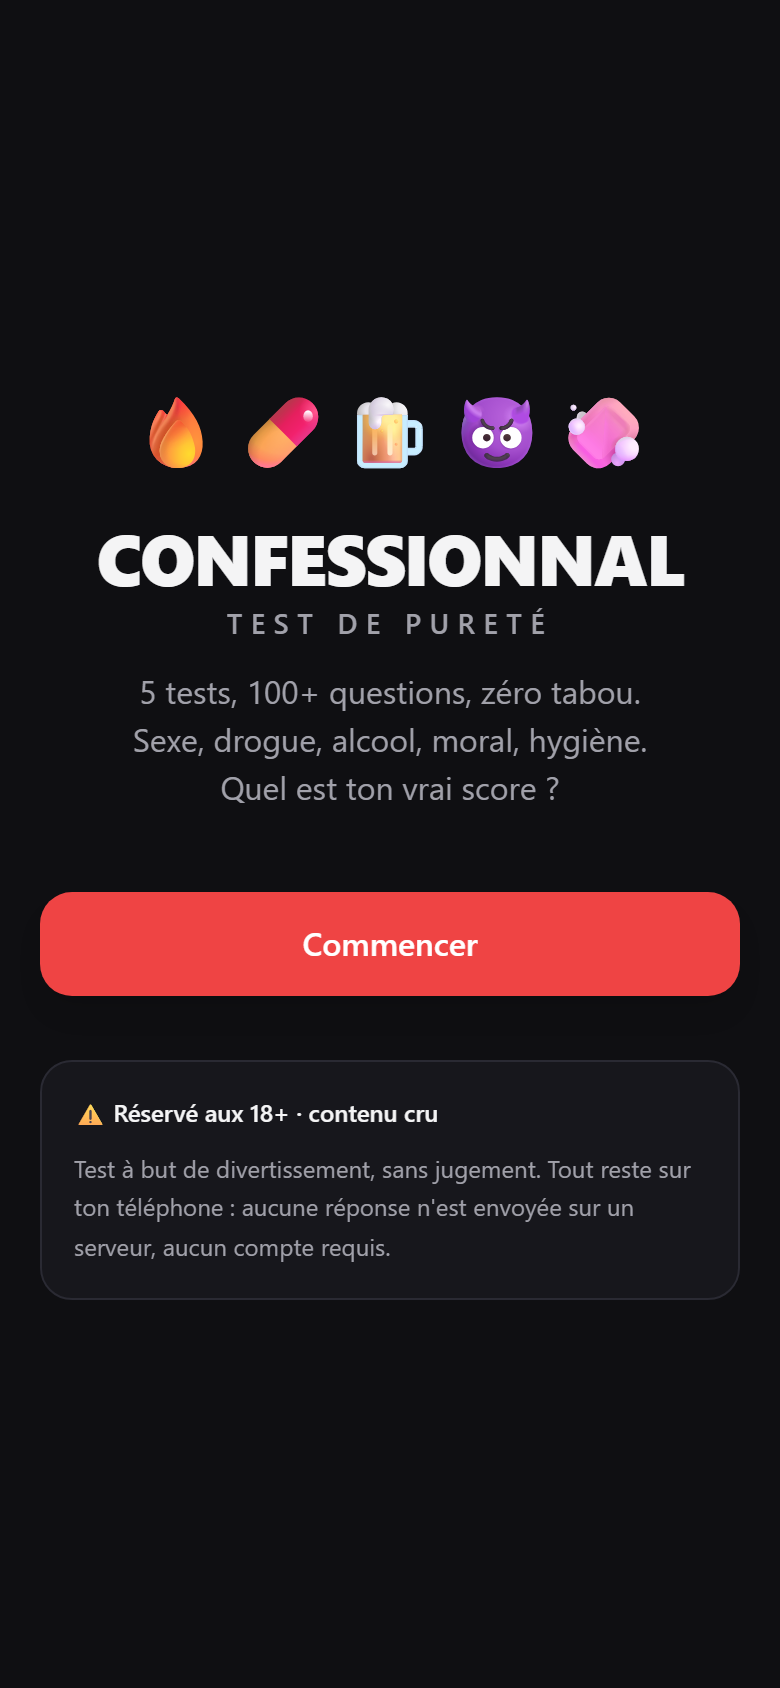 CONFESSIONNAL
TEST DE PURETÉ
5 tests, 100+ questions, zéro tabou.
Sexe, drogue, alcool, moral, hygiène.
Quel est ton vrai score ?
Commencer
⚠️ Réservé aux 18+ · contenu cru
Test à but de divertissement, sans jugement. Tout reste sur
ton téléphone : aucune réponse n'est envoyée sur un
serveur, aucun compte requis.